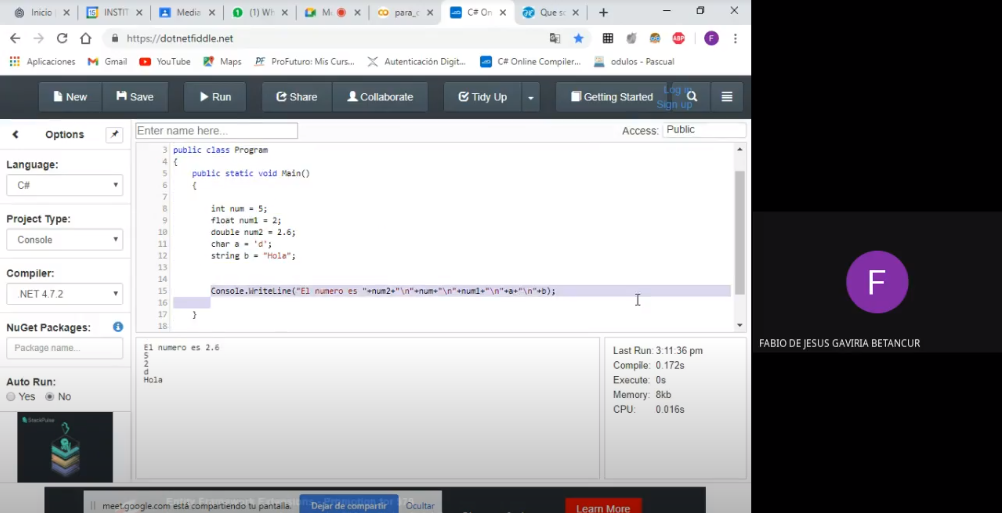 Inicio
INSTIT
Media
(1) Wh
para_c
C# On
Que s
https://dotnetfiddle.net
ABP
F
Aplicaciones
Gmail
YouTube
Maps
PF ProFuturo: Mis Curs...
Autenticación Digit...
C# Online Compiler...
odulos - Pascual
New
Save
Run
Share
Collaborate
Tidy Up
Getting Started
Log in
Sign up
Options
Enter name here...
Access:
Public
Language:
C#
Project Type:
Console
Compiler:
.NET 4.7.2
NuGet Packages:
Package name...
Auto Run:
Yes
No
StackPulse
3 public class Program
4 {
5 public static void Main()
6 {
7
8 int num = 5;
9 float num1 = 2;
10 double num2 = 2.6;
11 char a = 'd';
12 string b = "Hola";
13
14
15 Console.WriteLine("El numero es "+num2+"\n"+num+"\n"+num1+"\n"+a+"\n"+b);
16
17 }
18
El numero es 2.6
5
2
d
Hola
Last Run: 3:11:36 pm
Compile: 0.172s
Execute: 0s
Memory: 8kb
CPU: 0.016s
F
FABIO DE JESUS GAVIRIA BETANCUR
Entity Framework Extensions
meet.google.com está compartiendo tu pantalla.
Dejar de compartir
Ocultar
Learn More